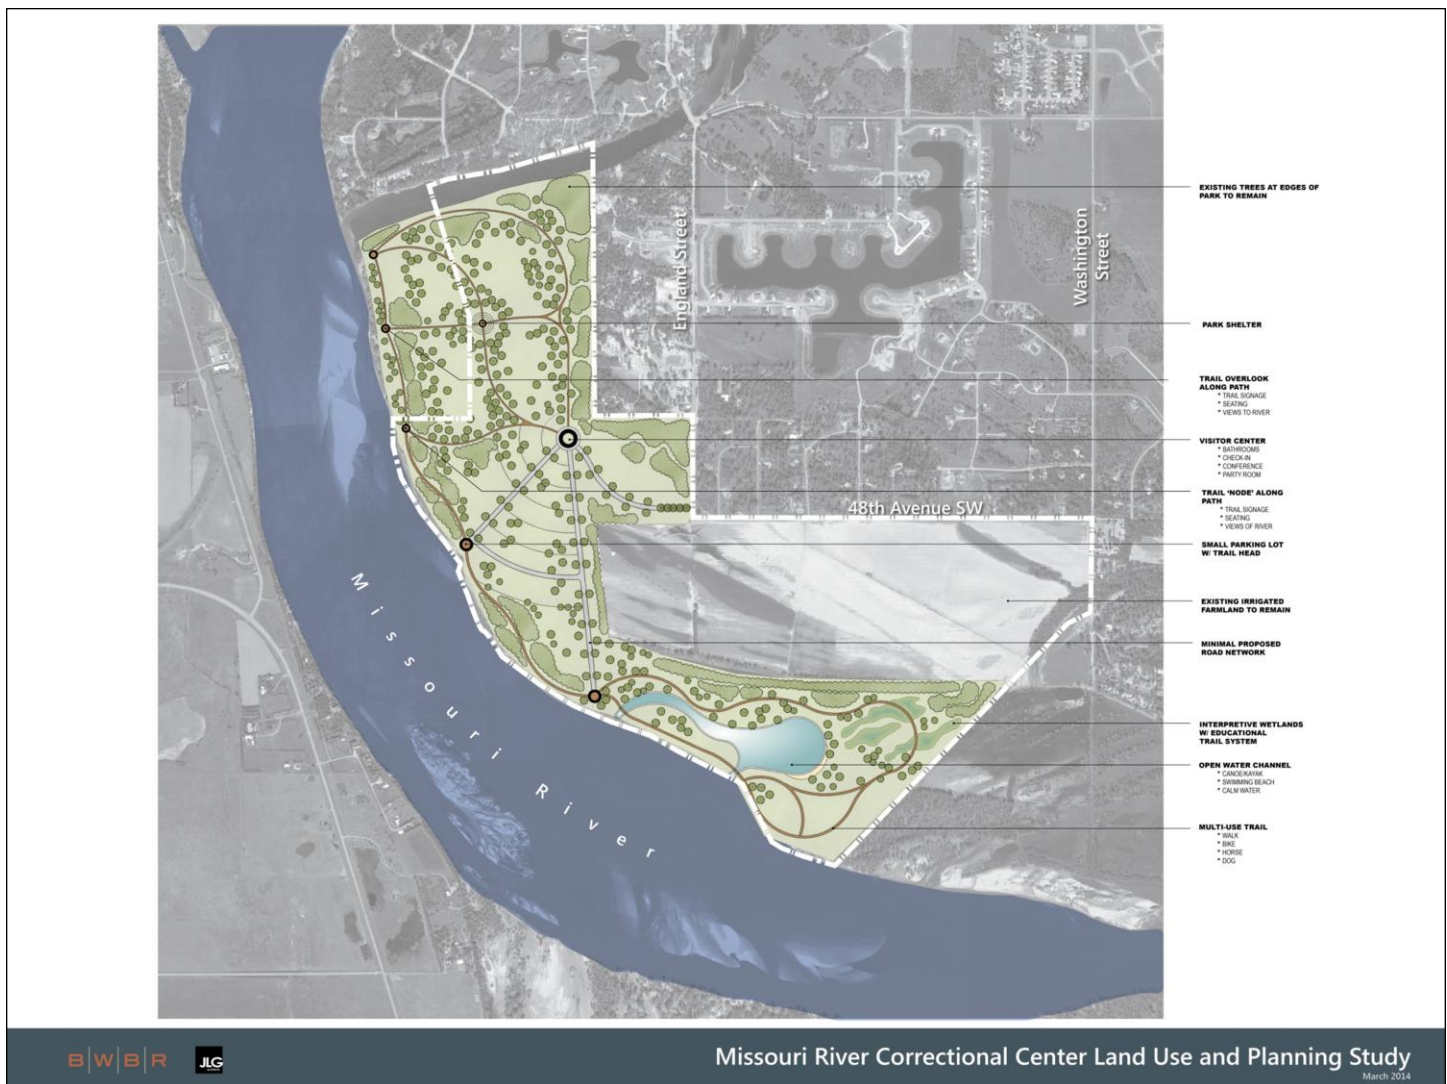 EXISTING TREES AT EDGES OF
PARK TO REMAIN
England Street
Washington
Street
PARK SHELTER
TRAIL OVERLOOK
ALONG PATH
* TRAIL SIGNAGE
* SEATING
* VIEWS TO RIVER
VISITOR CENTER
* BATHROOMS
* CHECK-IN
* CONFERENCE
* PARTY ROOM
TRAIL 'NODE' ALONG
PATH
* TRAIL SIGNAGE
* SEATING
* VIEWS OF RIVER
48th Avenue SW
SMALL PARKING LOT
W/ TRAIL HEAD
EXISTING IRRIGATED
FARMLAND TO REMAIN
MINIMAL PROPOSED
ROAD NETWORK
Missouri River
INTERPRETIVE WETLANDS
W/ EDUCATIONAL
TRAIL SYSTEM
OPEN WATER CHANNEL
* CANOE/KAYAK
* SWIMMING BEACH
* CALM WATER
MULTI-USE TRAIL
* WALK
* BIKE
* HORSE
* DOG
B|W|B|R
JLG
Missouri River Correctional Center Land Use and Planning Study
March 2014